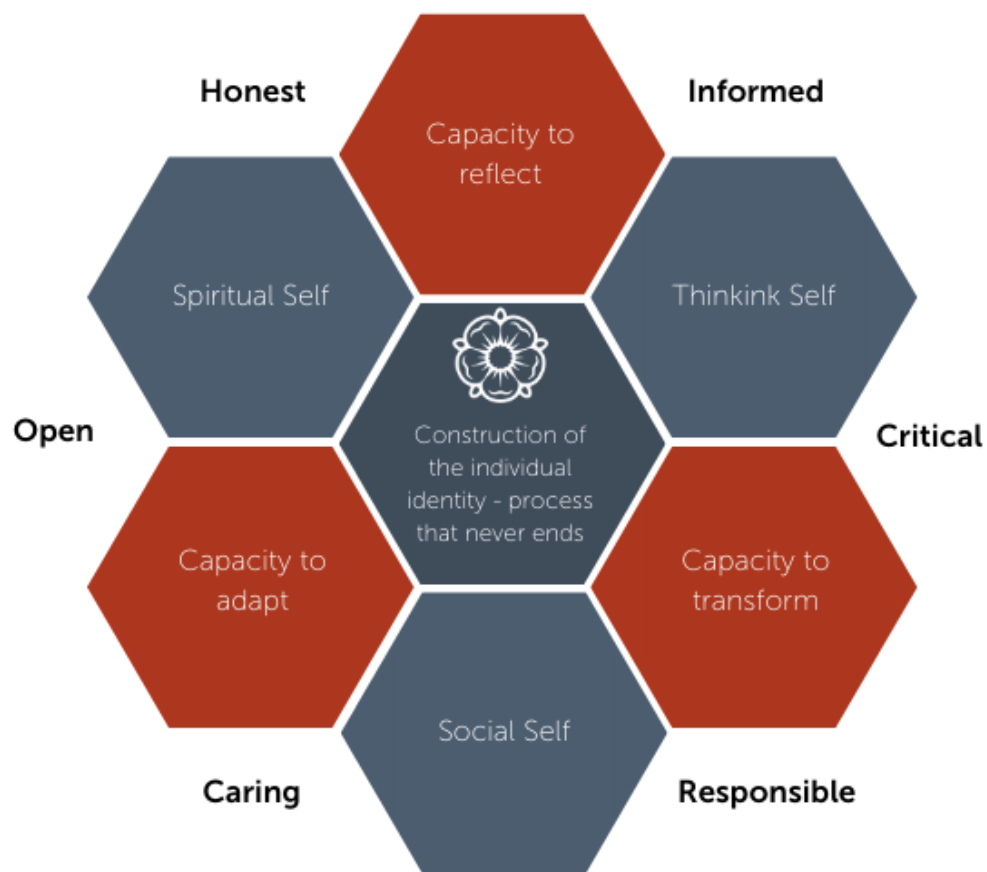 Honest
Informed
Capacity to
reflect
Spiritual Self
Thinkink Self
Construction of
the individual
identity - process
that never ends
Open
Critical
Capacity to
adapt
Capacity to
transform
Social Self
Caring
Responsible